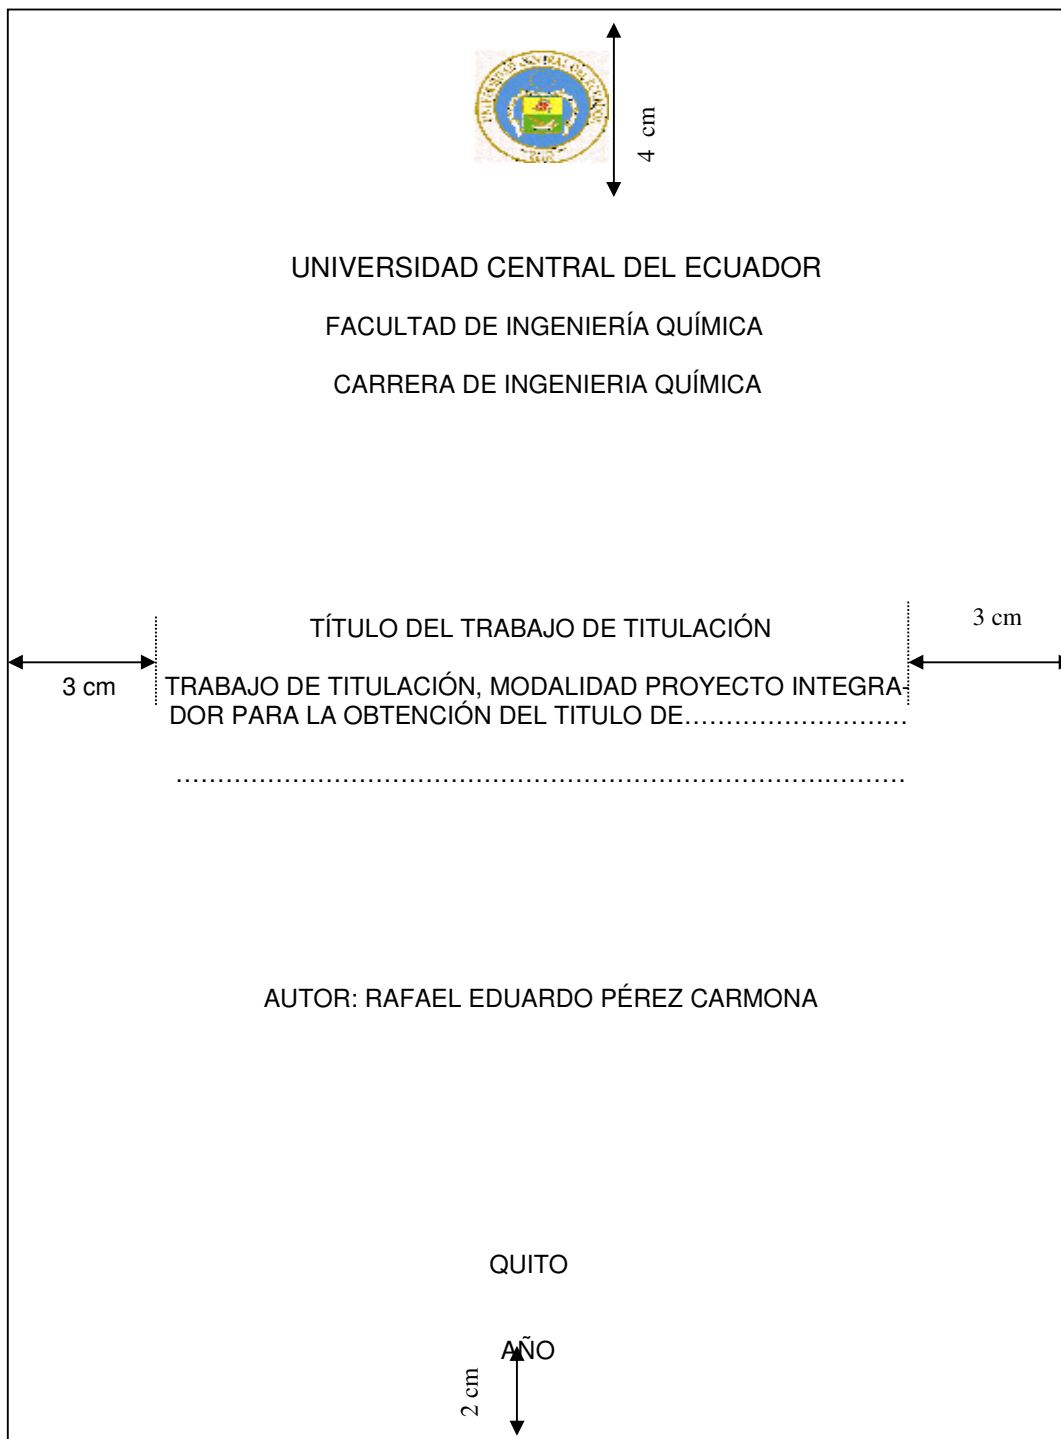 4 cm
UNIVERSIDAD CENTRAL DEL ECUADOR
FACULTAD DE INGENIERÍA QUÍMICA
CARRERA DE INGENIERIA QUÍMICA
TÍTULO DEL TRABAJO DE TITULACIÓN
3 cm
3 cm
TRABAJO DE TITULACIÓN, MODALIDAD PROYECTO INTEGRA-
DOR PARA LA OBTENCIÓN DEL TITULO DE...........................
................................................................................
AUTOR: RAFAEL EDUARDO PÉREZ CARMONA
QUITO
AÑO
2 cm